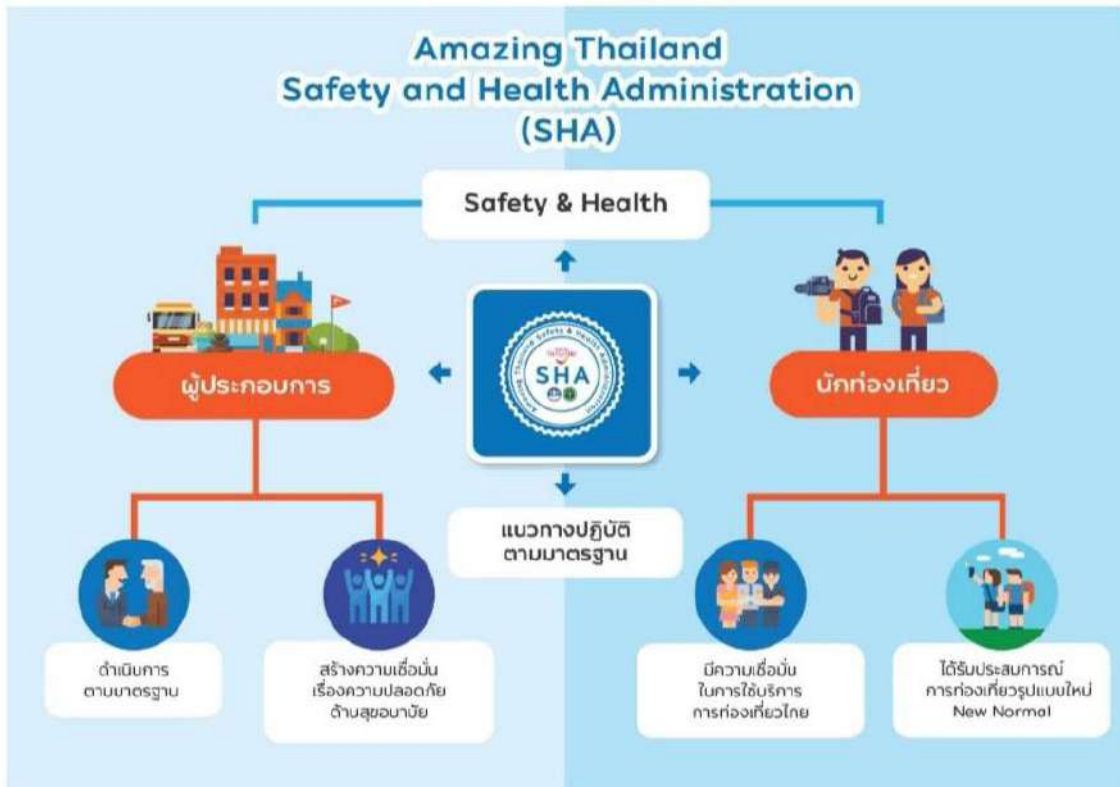 Amazing Thailand
Safety and Health Administration
(SHA)
Safety & Health
ผู้ประกอบการ
Amazing Thailand Safety & Health Administration
SHA
นักท่องเที่ยว
แนวทางปฏิบัติ
ตามมาตรฐาน
ดำเนินการ
ตามมาตรฐาน
สร้างความเชื่อมั่น
เรื่องความปลอดภัย
ด้านสุขอนามัย
มีความเชื่อมั่น
ในการใช้บริการ
การท่องเที่ยวไทย
ได้รับประสบการณ์
การท่องเที่ยวรูปแบบใหม่
New Normal